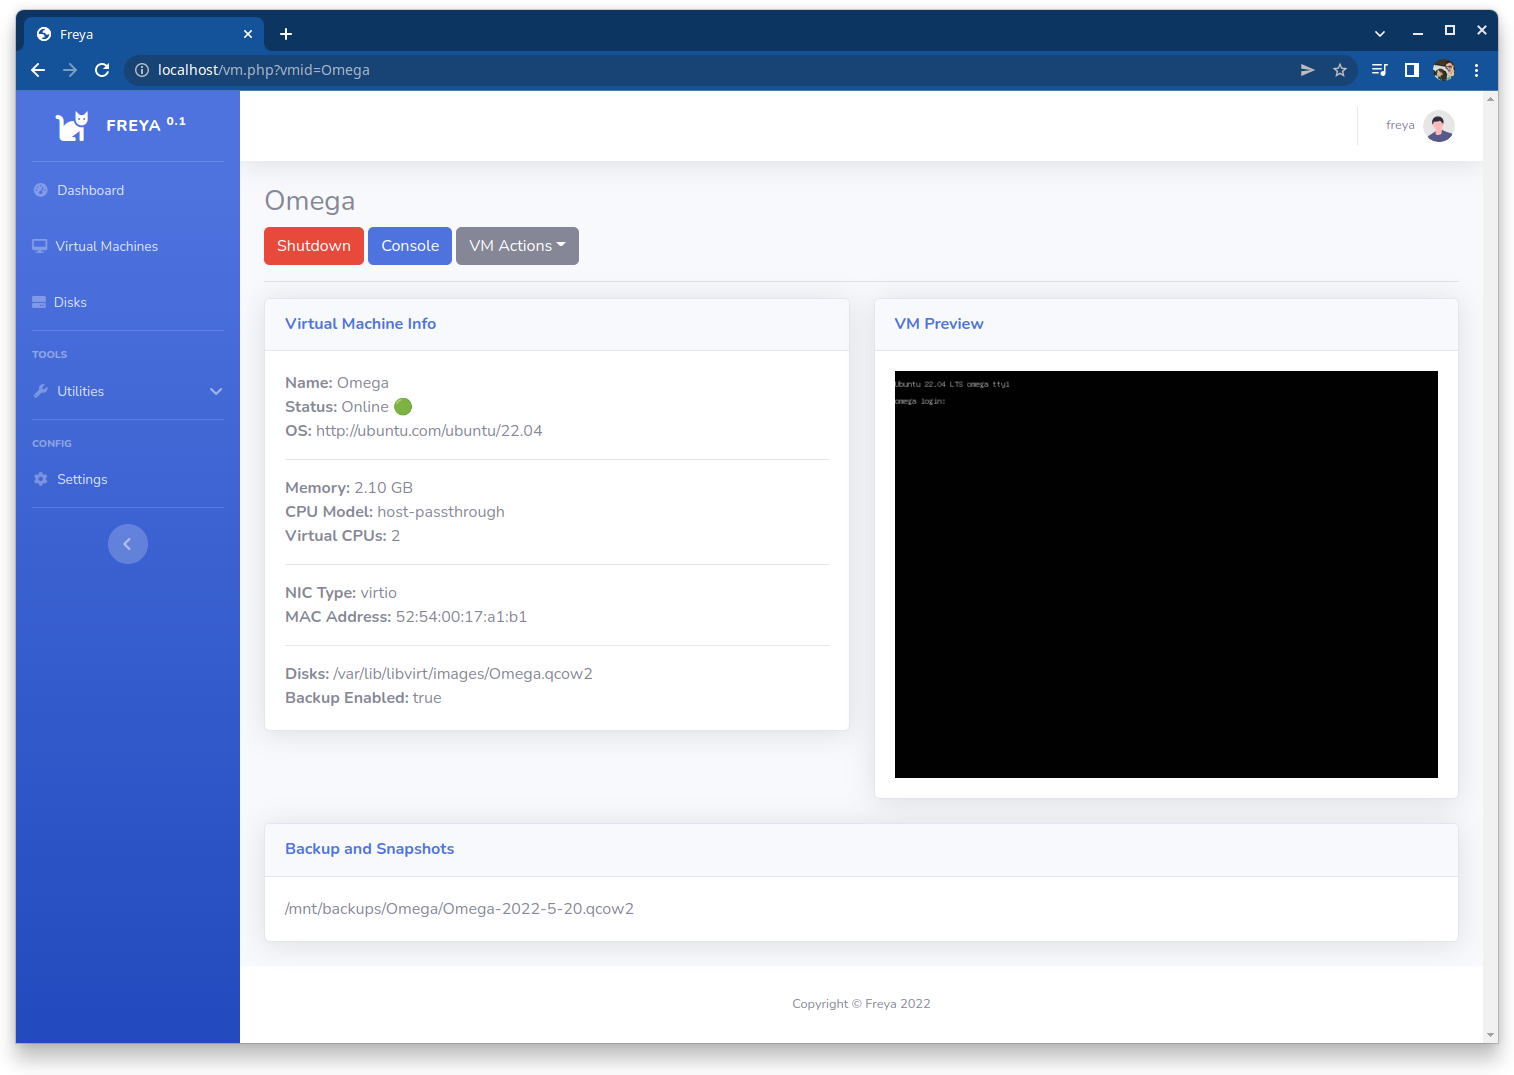 Freya
localhost/vm.php?vmid=Omega
FREYA 0.1
freya
Dashboard
Virtual Machines
Disks
TOOLS
Utilities
CONFIG
Settings
Omega
Shutdown
Console
VM Actions
Virtual Machine Info
Name: Omega
Status: Online
OS: http://ubuntu.com/ubuntu/22.04
Memory: 2.10 GB
CPU Model: host-passthrough
Virtual CPUs: 2
NIC Type: virtio
MAC Address: 52:54:00:17:a1:b1
Disks: /var/lib/libvirt/images/Omega.qcow2
Backup Enabled: true
VM Preview
Ubuntu 22.04 LTS omega tty1
omega login:
Backup and Snapshots
/mnt/backups/Omega/Omega-2022-5-20.qcow2
Copyright © Freya 2022